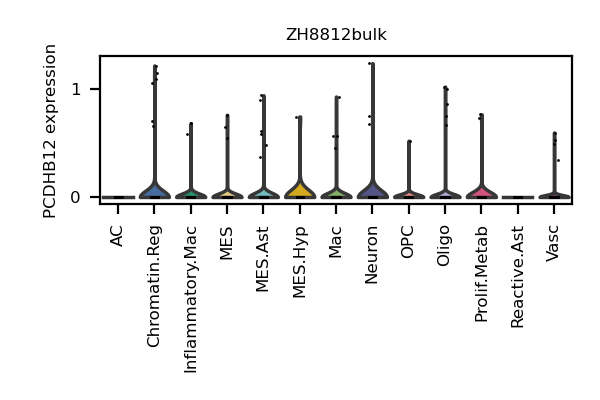 ZH8812bulk
PCDHB12 expression
1
0
AC
Chromatin.Reg
Inflammatory.Mac
MES
MES.Ast
MES.Hyp
Mac
Neuron
OPC
Oligo
Prolif.Metab
Reactive.Ast
Vasc